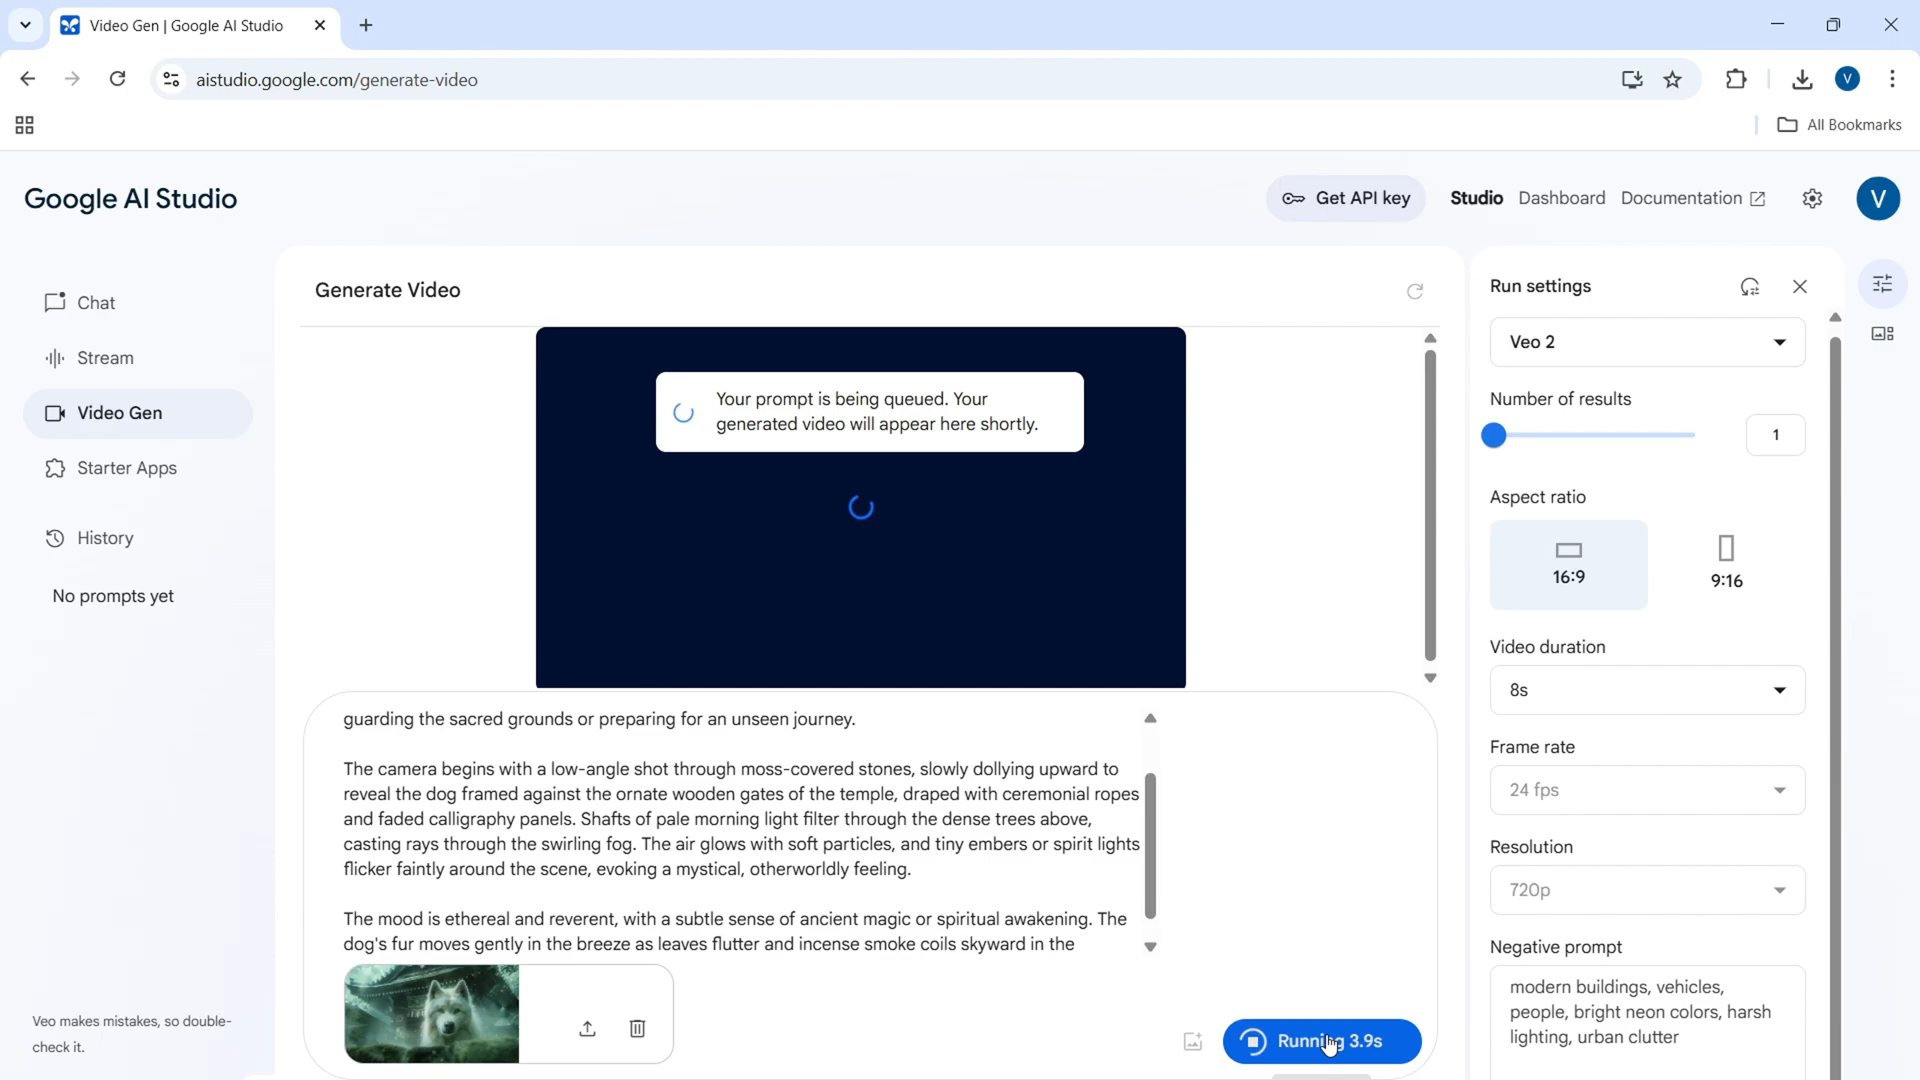 Video Gen | Google AI Studio
aistudio.google.com/generate-video
V
All Bookmarks
Google AI Studio
Get API key
Studio
Dashboard
Documentation
V
Chat
Stream
Video Gen
Starter Apps
History
No prompts yet
Veo makes mistakes, so double-
check it.
Generate Video
Your prompt is being queued. Your
generated video will appear here shortly.
guarding the sacred grounds or preparing for an unseen journey.
The camera begins with a low-angle shot through moss-covered stones, slowly dollying upward to
reveal the dog framed against the ornate wooden gates of the temple, draped with ceremonial ropes
and faded calligraphy panels. Shafts of pale morning light filter through the dense trees above,
casting rays through the swirling fog. The air glows with soft particles, and tiny embers or spirit lights
flicker faintly around the scene, evoking a mystical, otherworldly feeling.
The mood is ethereal and reverent, with a subtle sense of ancient magic or spiritual awakening. The
dog's fur moves gently in the breeze as leaves flutter and incense smoke coils skyward in the
Running 3.9s
Run settings
Veo 2
Number of results
1
Aspect ratio
16:9
9:16
Video duration
8s
Frame rate
24 fps
Resolution
720p
Negative prompt
modern buildings, vehicles,
people, bright neon colors, harsh
lighting, urban clutter